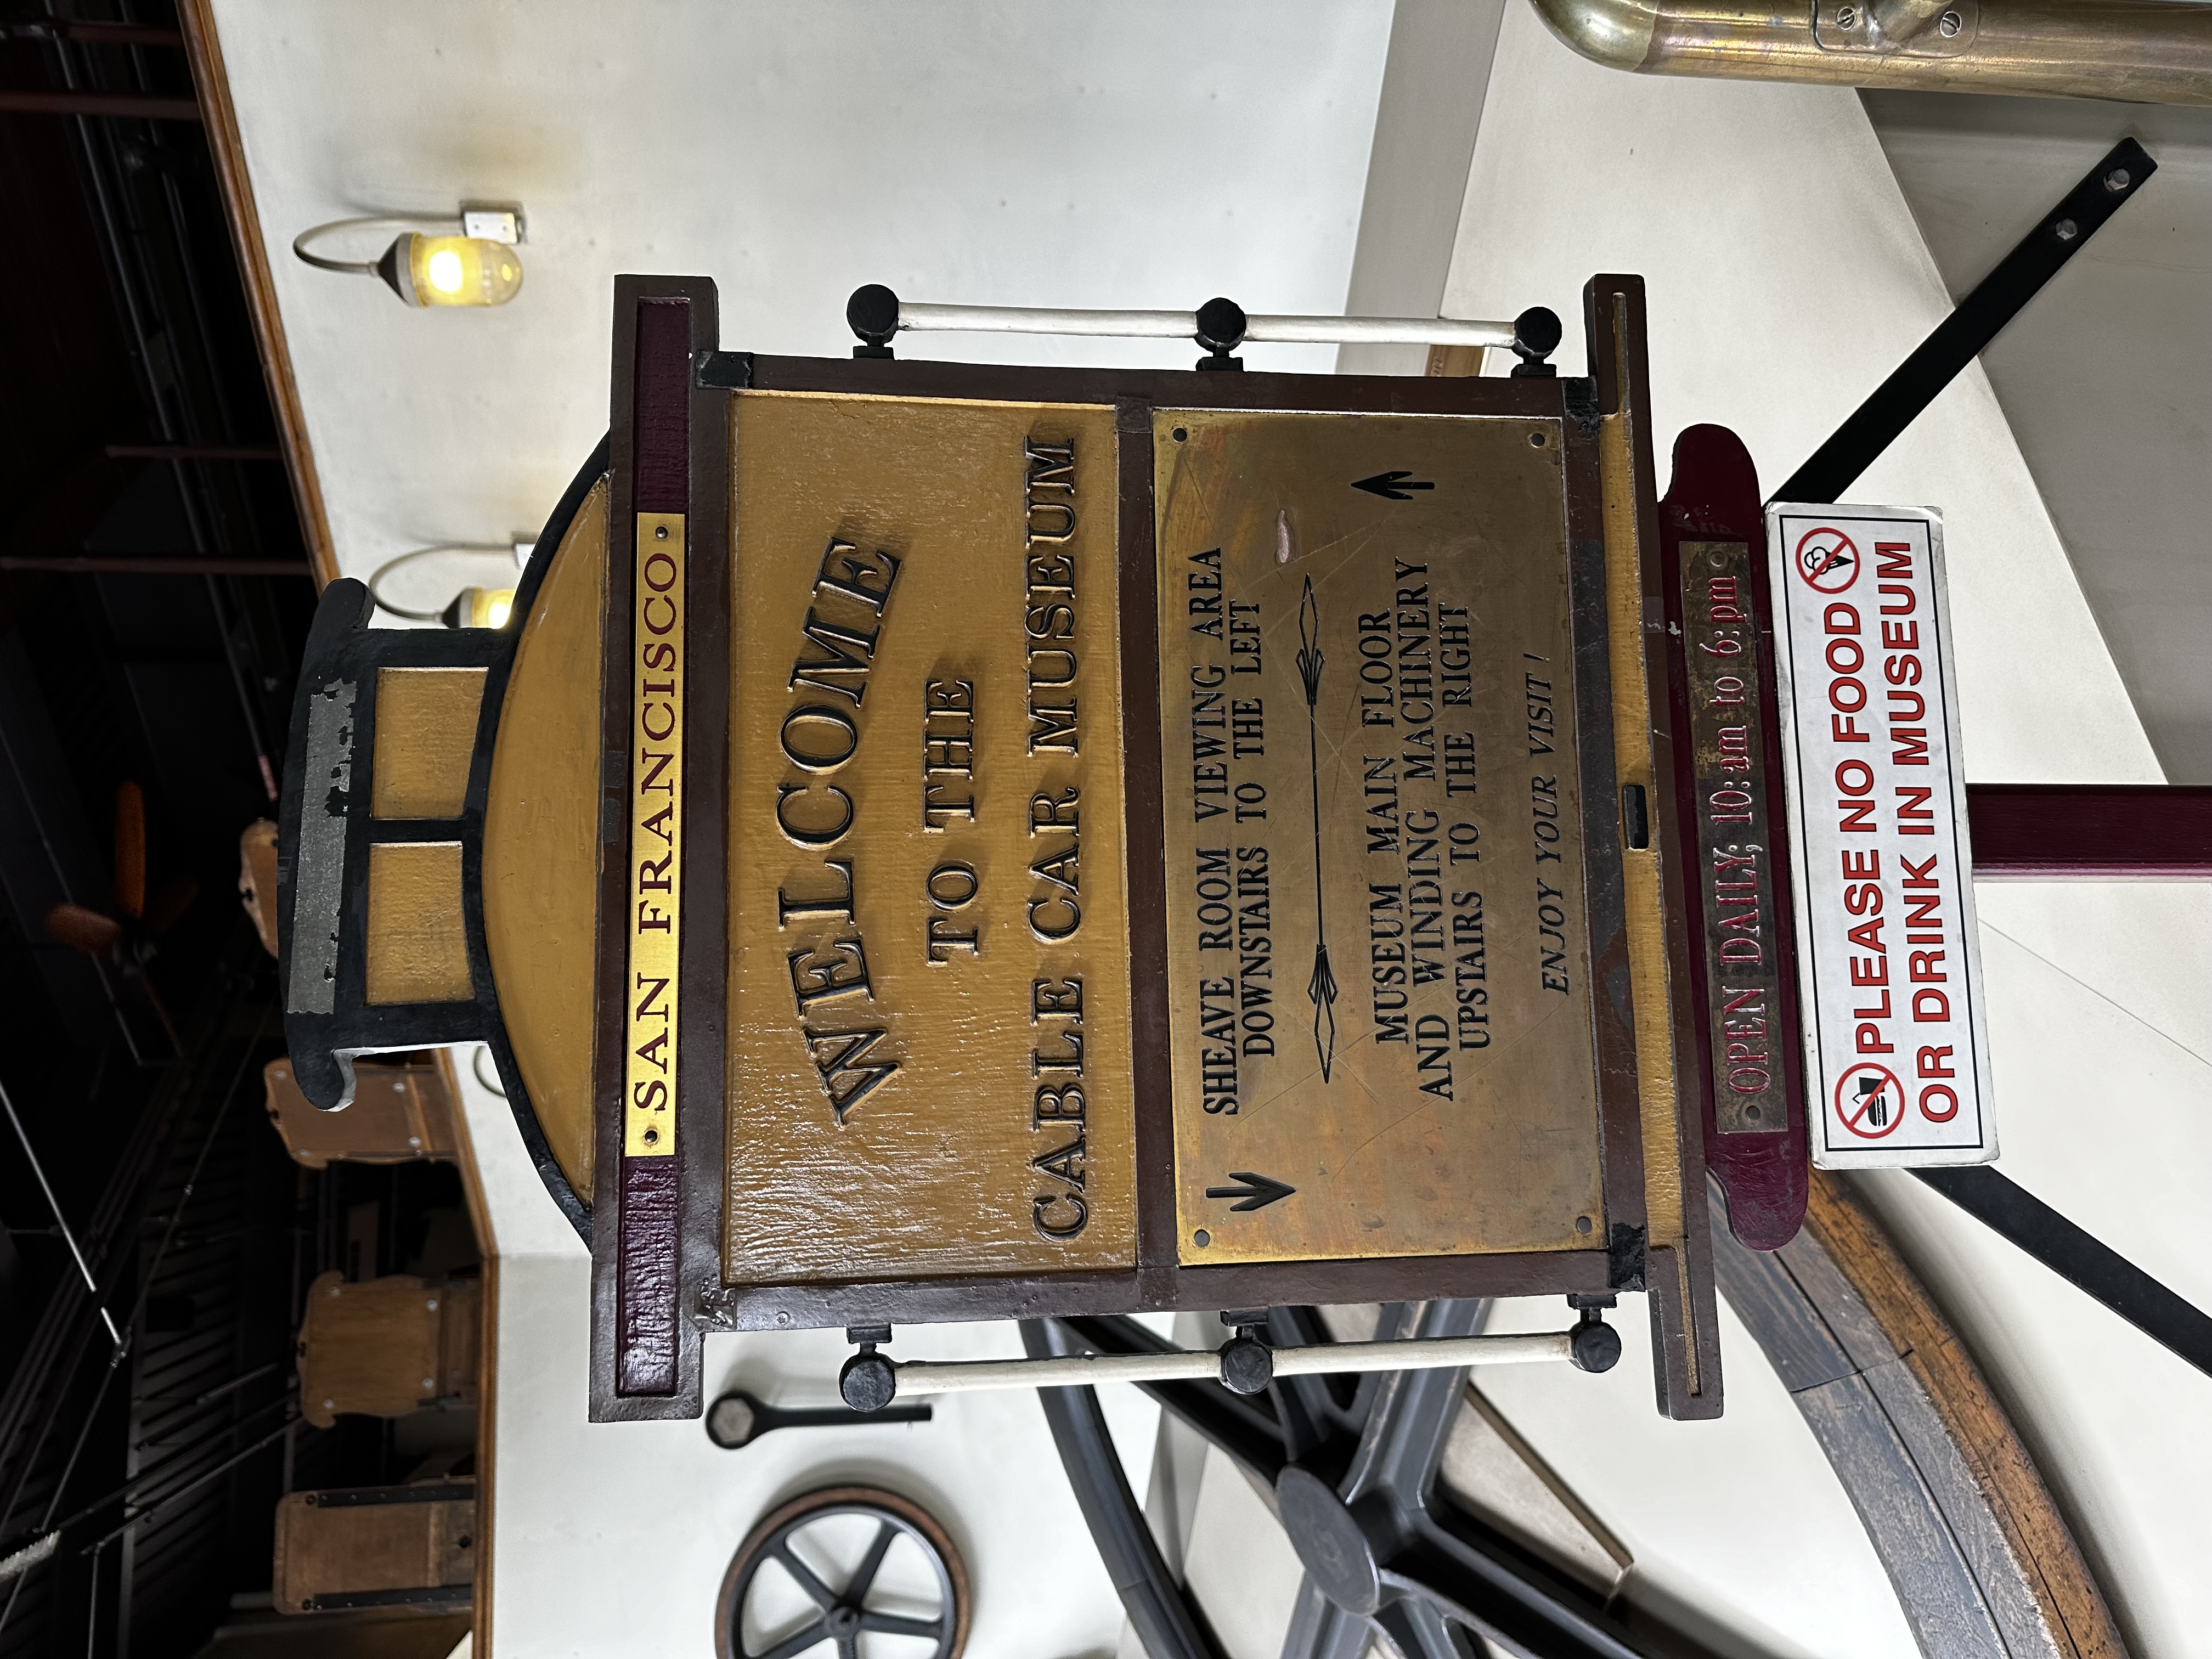 SAN FRANCISCO
WELCOME
TO THE
CABLE CAR MUSEUM
SHEAVE ROOM VIEWING AREA
DOWNSTAIRS TO THE LEFT
MUSEUM MAIN FLOOR
AND WINDING MACHINERY
UPSTAIRS TO THE RIGHT
ENJOY YOUR VISIT!
OPEN DAILY; 10:am to 6:pm
PLEASE NO FOOD
OR DRINK IN MUSEUM